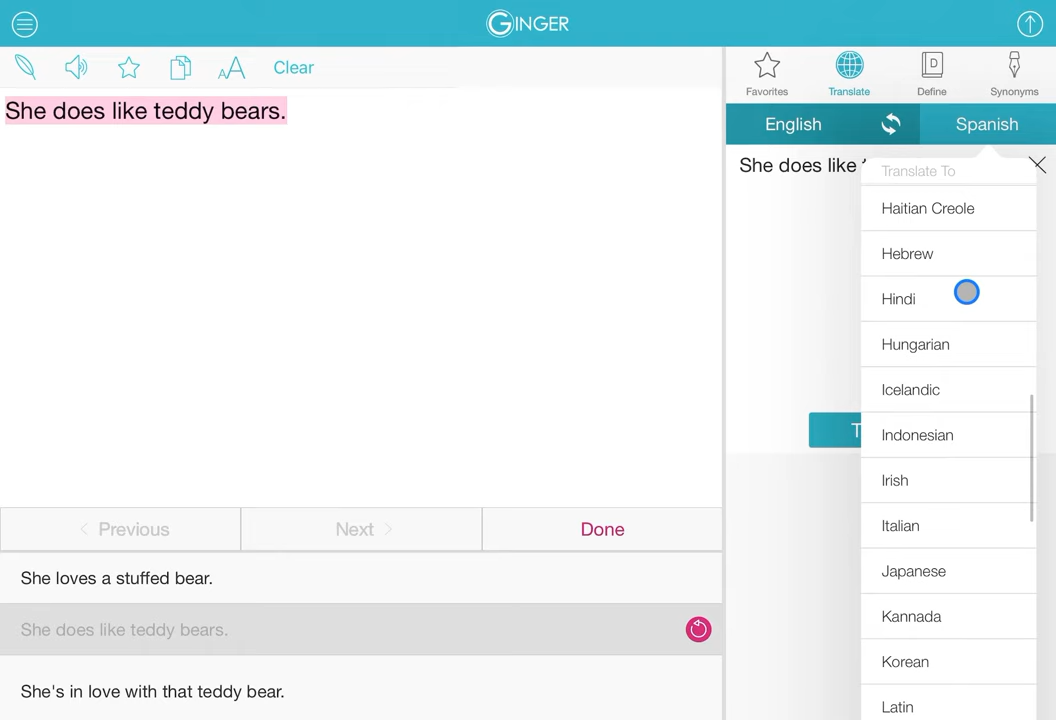 GINGER
Clear
Favorites
Translate
Define
Synonyms
She does like teddy bears.
English
Spanish
She does like
Translate To
Haitian Creole
Hebrew
Hindi
Hungarian
Icelandic
Indonesian
Irish
Italian
Japanese
Kannada
Korean
Latin
T
< Previous
Next >
Done
She loves a stuffed bear.
She does like teddy bears.
She's in love with that teddy bear.